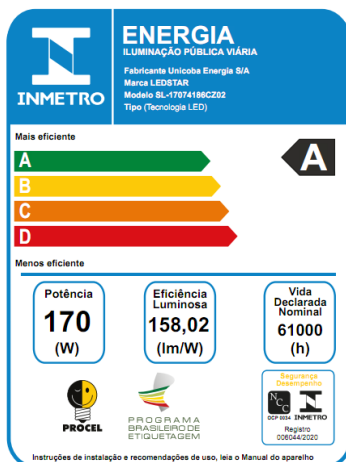 ENERGIA
ILUMINAÇÃO PÚBLICA VIÁRIA
Fabricante Unicoba Energia S/A
Marca LEDSTAR
Modelo SL-17074186CZ02
Tipo (Tecnologia LED)
INMETRO
Mais eficiente
A
B
C
D
A
Menos eficiente
Potência
170
(W)
Eficiência
Luminosa
158,02
(lm/W)
Vida
Declarada
Nominal
61000
(h)
PROCEL
PROGRAMA
BRASILEIRO DE
ETIQUETAGEM
Segurança
Desempenho
NCC
OCP 0034 INMETRO
Registro
006044/2020
Instruções de instalação e recomendações de uso, leia o Manual do aparelho